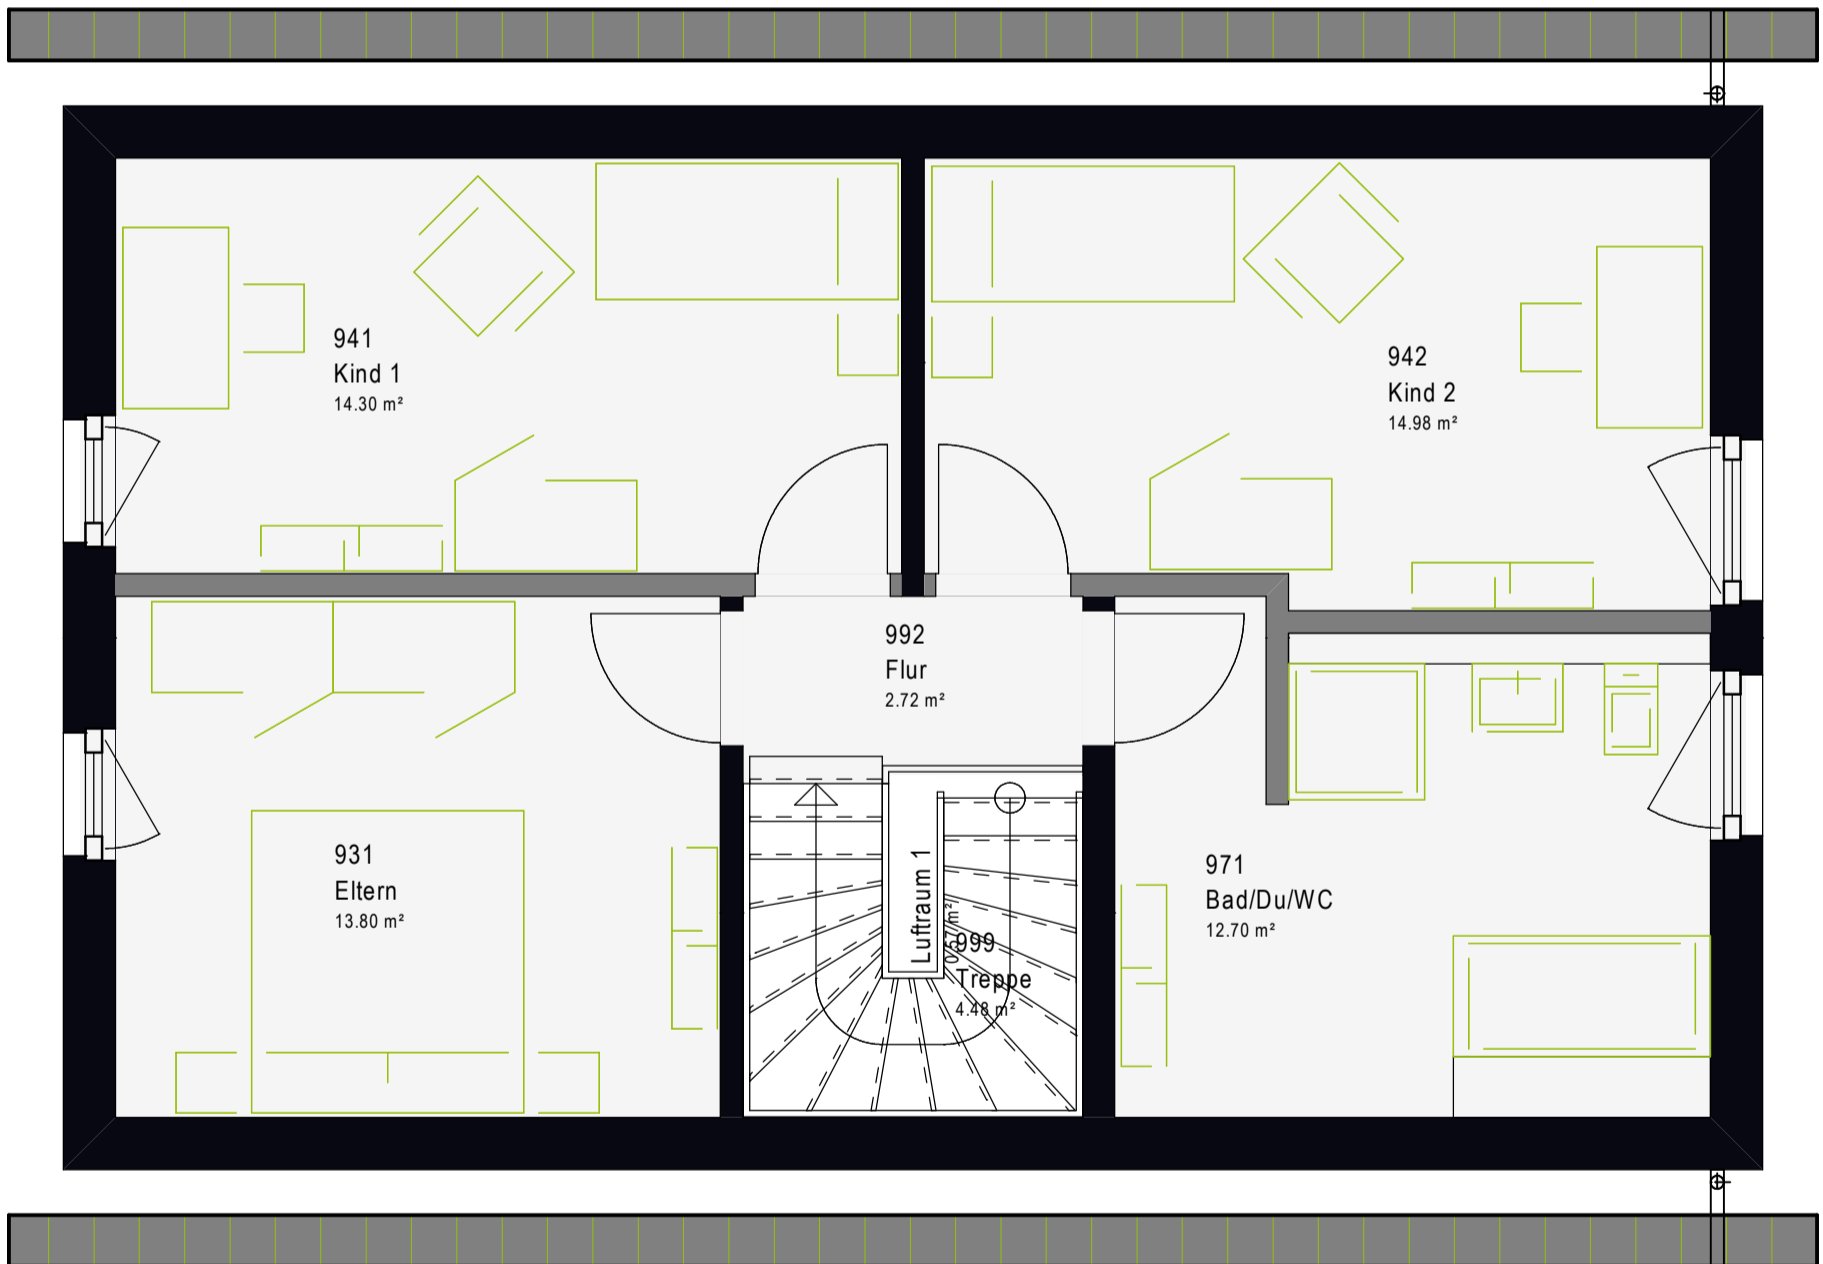 941
Kind 1
14.30 m²
942
Kind 2
14.98 m²
992
Flur
2.72 m²
931
Eltern
13.80 m²
Luftraum 1
999
Treppe
4.48 m²
971
Bad/Du/WC
12.70 m²